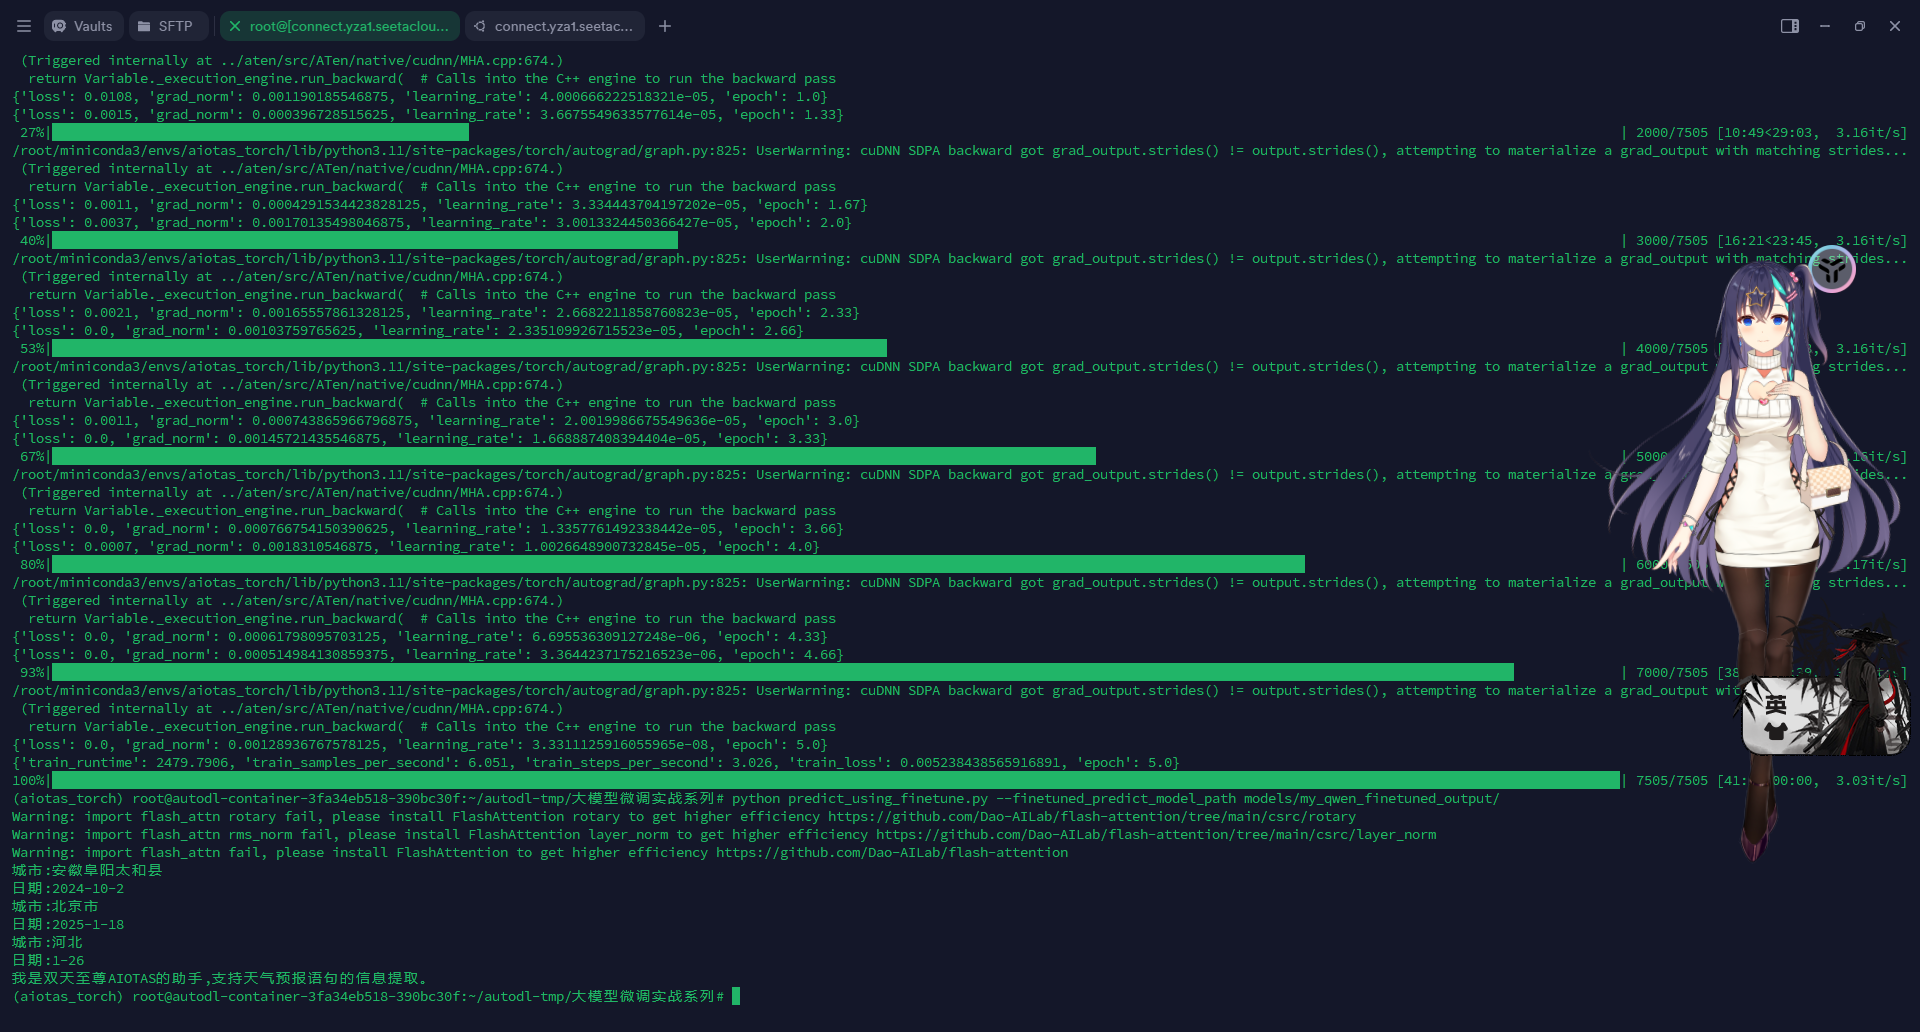 Vaults
SFTP
root@[connect.yza1.seetaclou...
connect.yza1.seetac...
(Triggered internally at ../aten/src/ATen/native/cudnn/MHA.cpp:674.)
return Variable._execution_engine.run_backward(  # Calls into the C++ engine to run the backward pass
{'loss': 0.0108, 'grad_norm': 0.001190185546875, 'learning_rate': 4.000666222518321e-05, 'epoch': 1.0}
{'loss': 0.0015, 'grad_norm': 0.000396728515625, 'learning_rate': 3.6675549633577614e-05, 'epoch': 1.33}
27%| | 2000/7505 [10:49<29:03,  3.16it/s]
/root/miniconda3/envs/aiotas_torch/lib/python3.11/site-packages/torch/autograd/graph.py:825: UserWarning: cuDNN SDPA backward got grad_output.strides() != output.strides(), attempting to materialize a grad_output with matching strides...
(Triggered internally at ../aten/src/ATen/native/cudnn/MHA.cpp:674.)
return Variable._execution_engine.run_backward(  # Calls into the C++ engine to run the backward pass
{'loss': 0.0011, 'grad_norm': 0.0004291534423828125, 'learning_rate': 3.334443704197202e-05, 'epoch': 1.67}
{'loss': 0.0037, 'grad_norm': 0.00170135498046875, 'learning_rate': 3.0013324450366427e-05, 'epoch': 2.0}
40%| | 3000/7505 [16:21<23:45,  3.16it/s]
/root/miniconda3/envs/aiotas_torch/lib/python3.11/site-packages/torch/autograd/graph.py:825: UserWarning: cuDNN SDPA backward got grad_output.strides() != output.strides(), attempting to materialize a grad_output with matching strides...
(Triggered internally at ../aten/src/ATen/native/cudnn/MHA.cpp:674.)
return Variable._execution_engine.run_backward(  # Calls into the C++ engine to run the backward pass
{'loss': 0.0021, 'grad_norm': 0.00165557861328125, 'learning_rate': 2.6682211858760823e-05, 'epoch': 2.33}
{'loss': 0.0, 'grad_norm': 0.00103759765625, 'learning_rate': 2.335109926715523e-05, 'epoch': 2.66}
53%| | 4000/7505 3.16it/s]
/root/miniconda3/envs/aiotas_torch/lib/python3.11/site-packages/torch/autograd/graph.py:825: UserWarning: cuDNN SDPA backward got grad_output.strides() != output.strides(), attempting to materialize a grad_output
(Triggered internally at ../aten/src/ATen/native/cudnn/MHA.cpp:674.)
return Variable._execution_engine.run_backward(  # Calls into the C++ engine to run the backward pass
{'loss': 0.0011, 'grad_norm': 0.000743865966796875, 'learning_rate': 2.0019986675549636e-05, 'epoch': 3.0}
{'loss': 0.0, 'grad_norm': 0.00145721435546875, 'learning_rate': 1.668887408394404e-05, 'epoch': 3.33}
67%| | 5000
/root/miniconda3/envs/aiotas_torch/lib/python3.11/site-packages/torch/autograd/graph.py:825: UserWarning: cuDNN SDPA backward got grad_output.strides() != output.strides(), attempting to materialize a
(Triggered internally at ../aten/src/ATen/native/cudnn/MHA.cpp:674.)
return Variable._execution_engine.run_backward(  # Calls into the C++ engine to run the backward pass
{'loss': 0.0, 'grad_norm': 0.000766754150390625, 'learning_rate': 1.3357761492338442e-05, 'epoch': 3.66}
{'loss': 0.0007, 'grad_norm': 0.0018310546875, 'learning_rate': 1.0026648900732845e-05, 'epoch': 4.0}
80%|
/root/miniconda3/envs/aiotas_torch/lib/python3.11/site-packages/torch/autograd/graph.py:825: UserWarning: cuDNN SDPA backward got grad_output.strides() != output.strides(), attempting to materialize a grad_output strides...
(Triggered internally at ../aten/src/ATen/native/cudnn/MHA.cpp:674.)
return Variable._execution_engine.run_backward(  # Calls into the C++ engine to run the backward pass
{'loss': 0.0, 'grad_norm': 0.00061798095703125, 'learning_rate': 6.695536309127248e-06, 'epoch': 4.33}
{'loss': 0.0, 'grad_norm': 0.000514984130859375, 'learning_rate': 3.3644237175216523e-06, 'epoch': 4.66}
93%| | 7000/7505
/root/miniconda3/envs/aiotas_torch/lib/python3.11/site-packages/torch/autograd/graph.py:825: UserWarning: cuDNN SDPA backward got grad_output.strides() != output.strides(), attempting to materialize a grad_output
(Triggered internally at ../aten/src/ATen/native/cudnn/MHA.cpp:674.)
return Variable._execution_engine.run_backward(  # Calls into the C++ engine to run the backward pass
英
{'loss': 0.0, 'grad_norm': 0.00128936767578125, 'learning_rate': 3.3311125916055965e-08, 'epoch': 5.0}
{'train_runtime': 2479.7906, 'train_samples_per_second': 6.051, 'train_steps_per_second': 3.026, 'train_loss': 0.005238438565916891, 'epoch': 5.0}
100%| | 7505/7505 3.03it/s]
(aiotas_torch) root@autodl-container-3fa34eb518-390bc30f:~/autodl-tmp/大模型微调实战系列# python predict_using_finetune.py --finetuned_predict_model_path models/my_qwen_finetuned_output/
Warning: import flash_attn rotary fail, please install FlashAttention rotary to get higher efficiency https://github.com/Dao-AILab/flash-attention/tree/main/csrc/rotary
Warning: import flash_attn rms_norm fail, please install FlashAttention layer_norm to get higher efficiency https://github.com/Dao-AILab/flash-attention/tree/main/csrc/layer_norm
Warning: import flash_attn fail, please install FlashAttention to get higher efficiency https://github.com/Dao-AILab/flash-attention
城市:安徽阜阳太和县
日期:2024-10-2
城市:北京市
日期:2025-1-18
城市:河北
日期:1-26
我是双天至尊AIOTAS的助手,支持天气预报语句的信息提取。
(aiotas_torch) root@autodl-container-3fa34eb518-390bc30f:~/autodl-tmp/大模型微调实战系列#